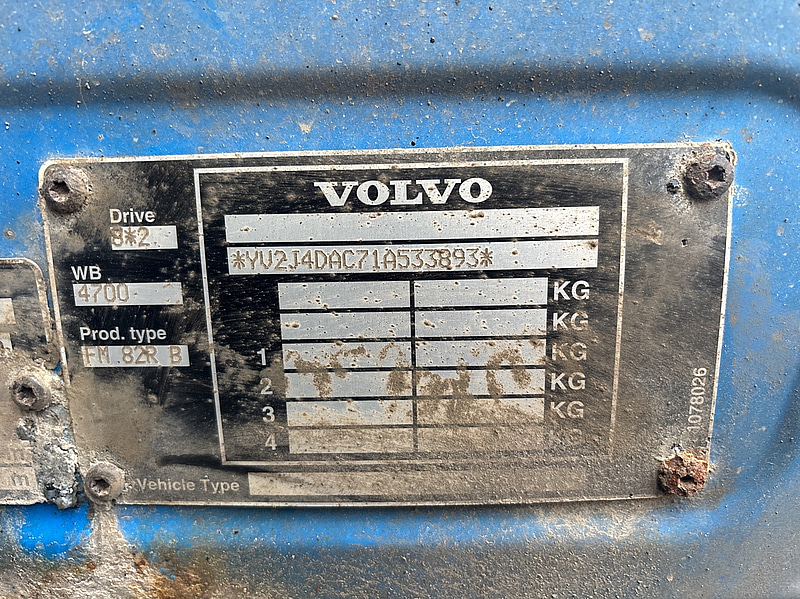 VOLVO
Drive
8*2
*YV2J4DAC71A533893*
WB
4700
KG
KG
Prod. type
FM 82R B
1 KG
2 KG
3 KG
4 KG
Vehicle Type
1078026
m